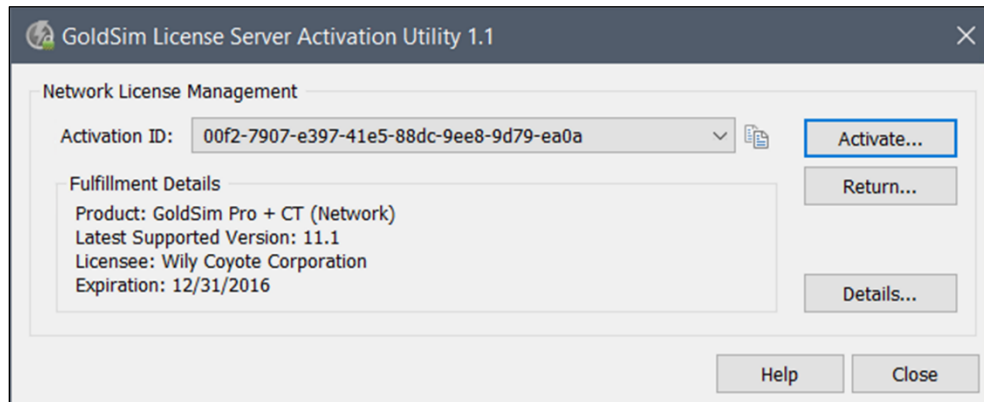 GoldSim License Server Activation Utility 1.1
Network License Management
Activation ID: 00f2-7907-e397-41e5-88dc-9ee8-9d79-ea0a
Activate...
Fulfillment Details
Return...
Product: GoldSim Pro + CT (Network)
Latest Supported Version: 11.1
Licensee: Wily Coyote Corporation
Expiration: 12/31/2016
Details...
Help
Close